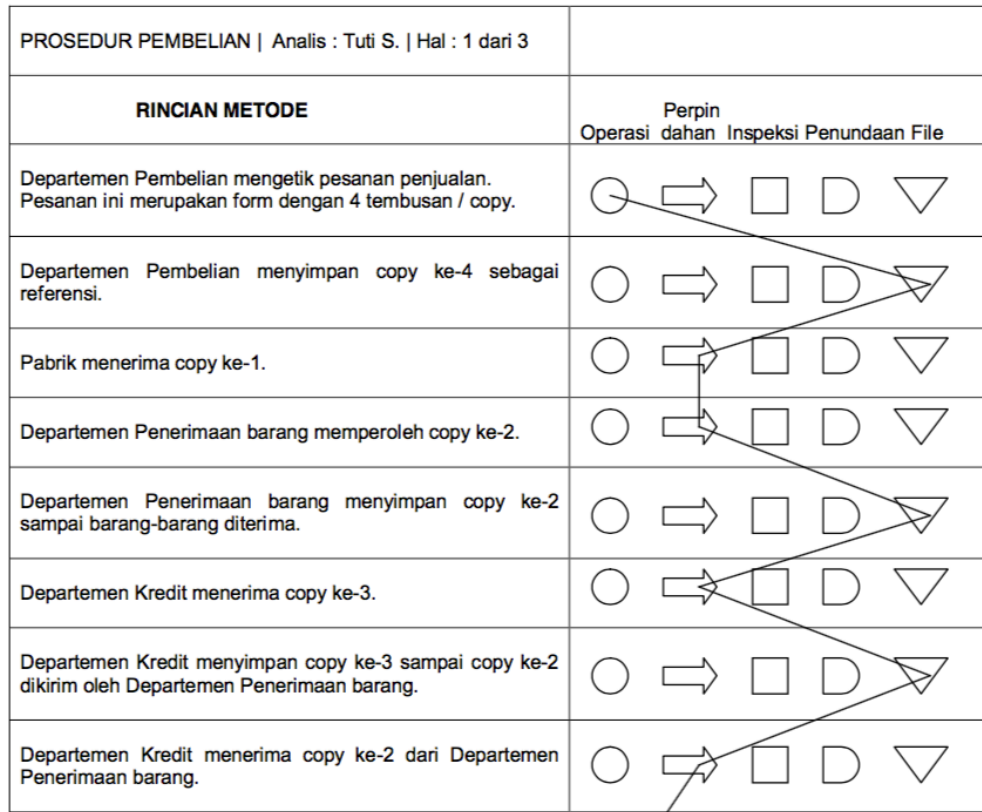 PROSEDUR PEMBELIAN | Analis : Tuti S. | Hal : 1 dari 3
RINCIAN METODE
Perpin
Operasi dahan Inspeksi Penundaan File
Departemen Pembelian mengetik pesanan penjualan.
Pesanan ini merupakan form dengan 4 tembusan / copy.
Departemen Pembelian menyimpan copy ke-4 sebagai
referensi.
Pabrik menerima copy ke-1.
Departemen Penerimaan barang memperoleh copy ke-2.
Departemen Penerimaan barang menyimpan copy ke-2
sampai barang-barang diterima.
Departemen Kredit menerima copy ke-3.
Departemen Kredit menyimpan copy ke-3 sampai copy ke-2
dikirim oleh Departemen Penerimaan barang.
Departemen Kredit menerima copy ke-2 dari Departemen
Penerimaan barang.